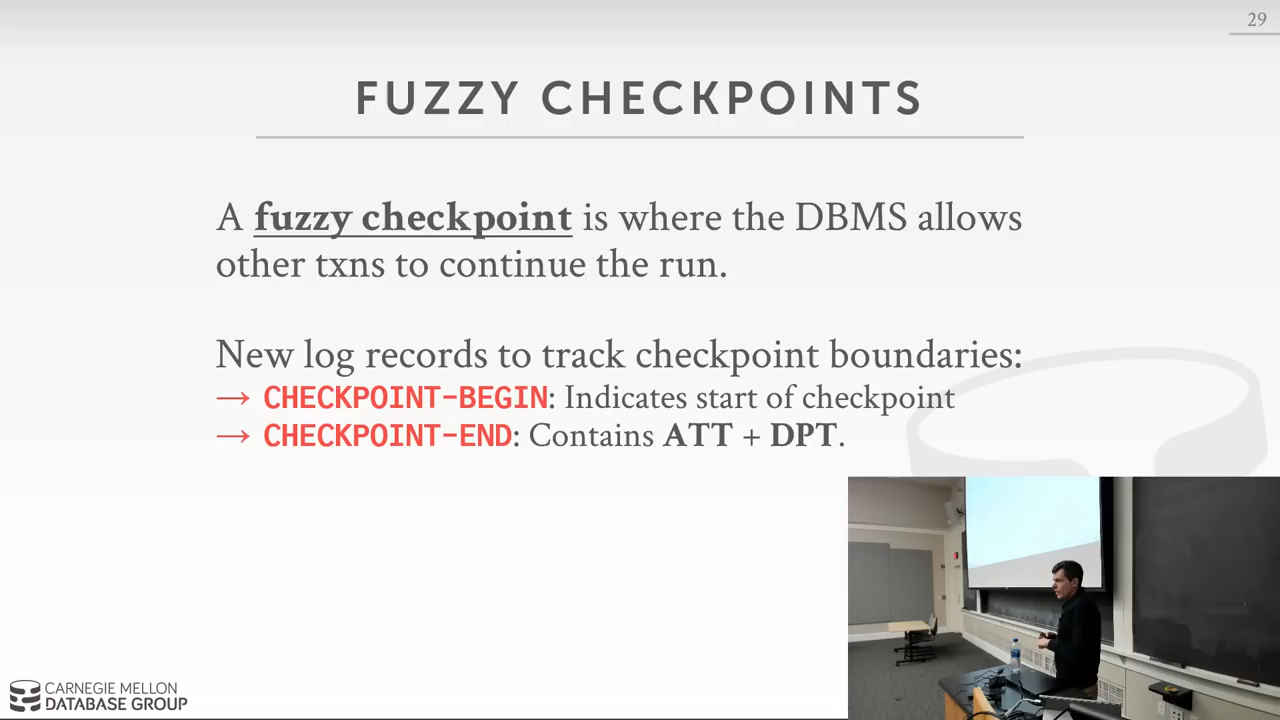 29
FUZZY CHECKPOINTS
A fuzzy checkpoint is where the DBMS allows
other txns to continue the run.
New log records to track checkpoint boundaries:
→ CHECKPOINT-BEGIN: Indicates start of checkpoint
→ CHECKPOINT-END: Contains ATT + DPT.
CARNEGIE MELLON
DATABASE GROUP